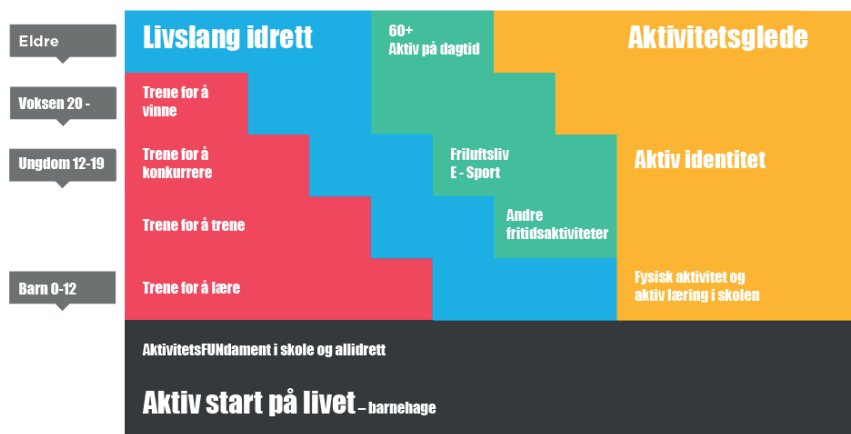 Eldre
Livslang idrett
60+
Aktiv på dagtid
Aktivitetsglede
Voksen 20 -
Trene for å
vinne
Ungdom 12-19
Trene for å
konkurrere
Friluftsliv
E - Sport
Aktiv identitet
Trene for å trene
Andre
fritidsaktiviteter
Barn 0-12
Trene for å lære
Fysisk aktivitet og
aktiv læring i skolen
AktivitetsFUNdament i skole og allidrett
Aktiv start på livet – barnehage